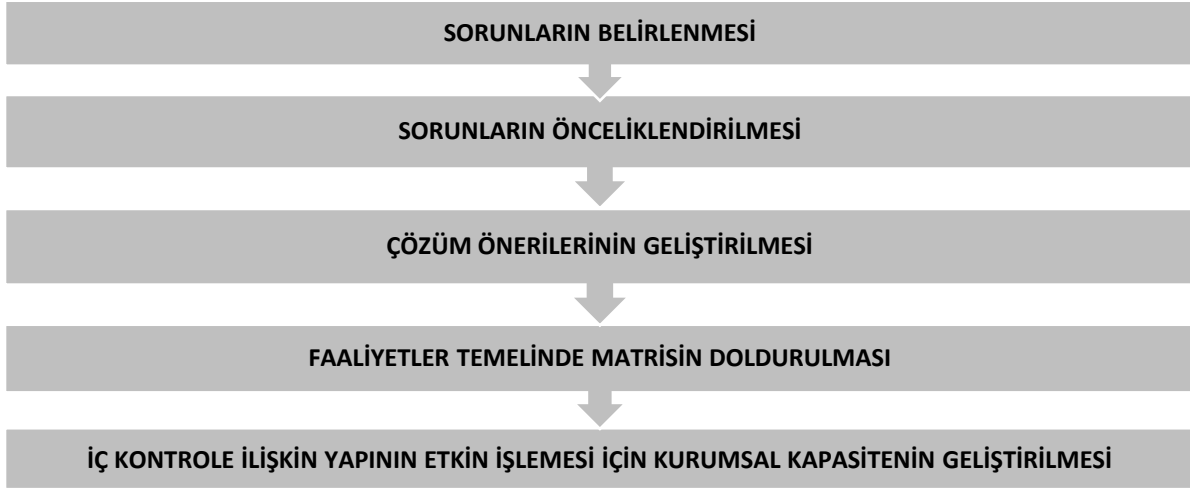 SORUNLARIN BELİRLENMESİ
SORUNLARIN ÖNCELİKLENDİRİLMESİ
ÇÖZÜM ÖNERİLERİNİN GELİŞTİRİLMESİ
FAALİYETLER TEMELİNDE MATRİSİN DOLDURULMASI
İÇ KONTROLE İLİŞKİN YAPININ ETKİN İŞLEMESİ İÇİN KURUMSAL KAPASİTENİN GELİŞTİRİLMESİ